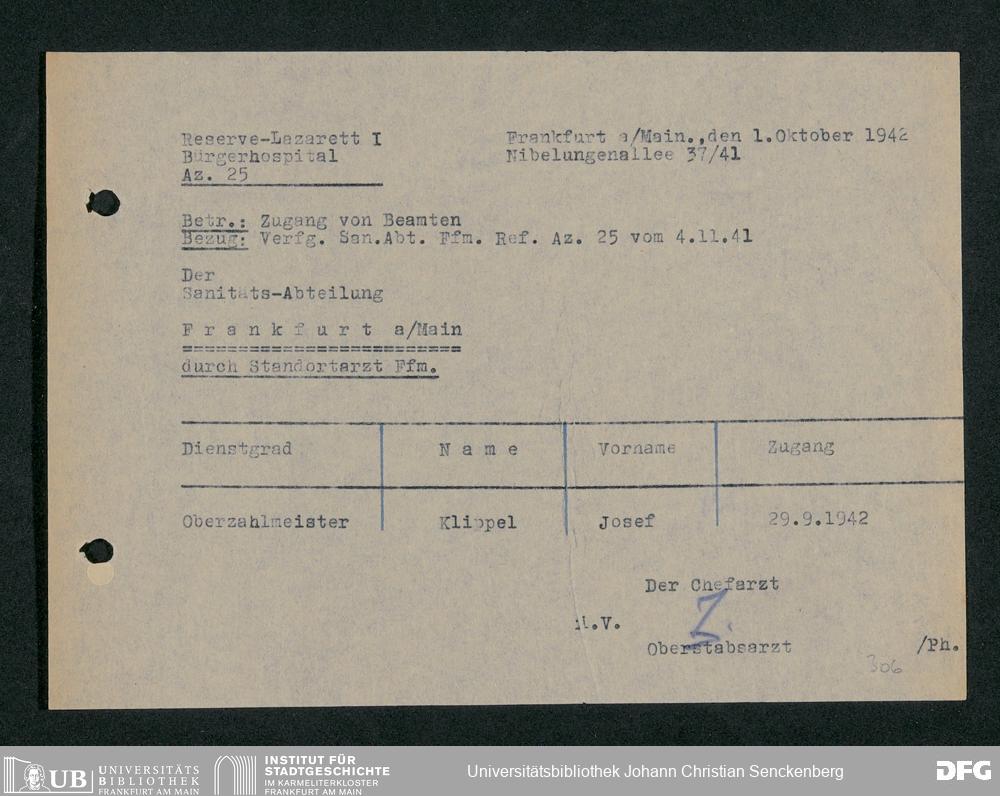 Reserve-Lazarett I
Bürgerhospital
Az. 25
Frankfurt a/Main.,den 1.Oktober 1942
Nibelungenallee 37/41
Betr.: Zugang von Beamten
Bezug: Verfg. San.Abt. Ffm. Ref. Az. 25 vom 4.11.41
Der
Sanitäts-Abteilung
F r a n k f u r t a/Main
==============================
durch Standortarzt Ffm.
Dienstgrad N a m e Vorname Zugang
Oberzahlmeister Klippel Josef 29.9.1942
Der Chefarzt
Z.
Oberstabsarzt
/Ph.
306
UB UNIVERSITÄTS
BIBLIOTHEK
FRANKFURT AM MAIN
INSTITUT FÜR
STADTGESCHICHTE
IM KARMELITERKLOSTER
FRANKFURT AM MAIN
Universitätsbibliothek Johann Christian Senckenberg
DFG